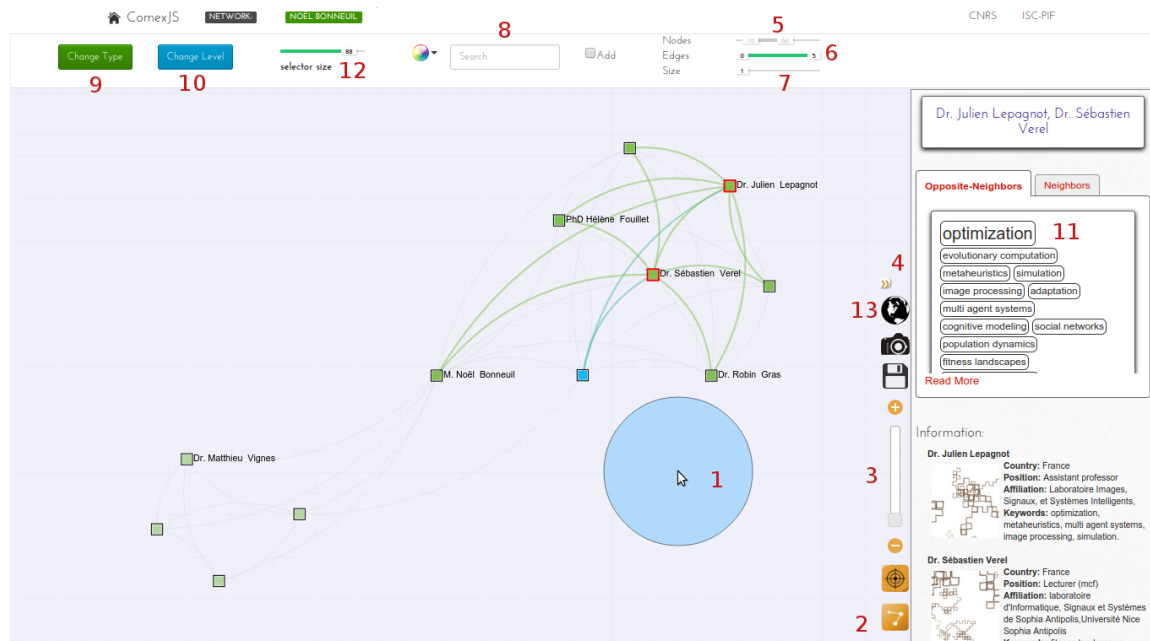 ComexJS
NETWORK:
NOËL BONNEUIL
CNRS
ISC-PIF
Change Type
9
Change Level
10
88
selector size
12
8
Search
Add
Nodes
10
60
5
Edges
0
5
6
Size
1
7
Dr. Julien Lepagnot
PhD Hélène Fouillet
Dr. Sébastien Verel
M. Noël Bonneuil
Dr. Robin Gras
Dr. Matthieu Vignes
1
4
13
3
2
Dr. Julien Lepagnot, Dr. Sébastien
Verel
Opposite-Neighbors
Neighbors
optimization
11
evolutionary computation
metaheuristics
simulation
image processing
adaptation
multi agent systems
cognitive modeling
social networks
population dynamics
fitness landscapes
Read More
Information:
Dr. Julien Lepagnot
Country: France
Position: Assistant professor
Affiliation: Laboratoire Images,
Signaux, et Systèmes Intelligents,
Keywords: optimization,
metaheuristics, multi agent systems,
image processing, simulation.
Dr. Sébastien Verel
Country: France
Position: Lecturer (mcf)
Affiliation: laboratoire
d'Informatique, Signaux et Systèmes
de Sophia Antipolis,Université Nice
Sophia Antipolis